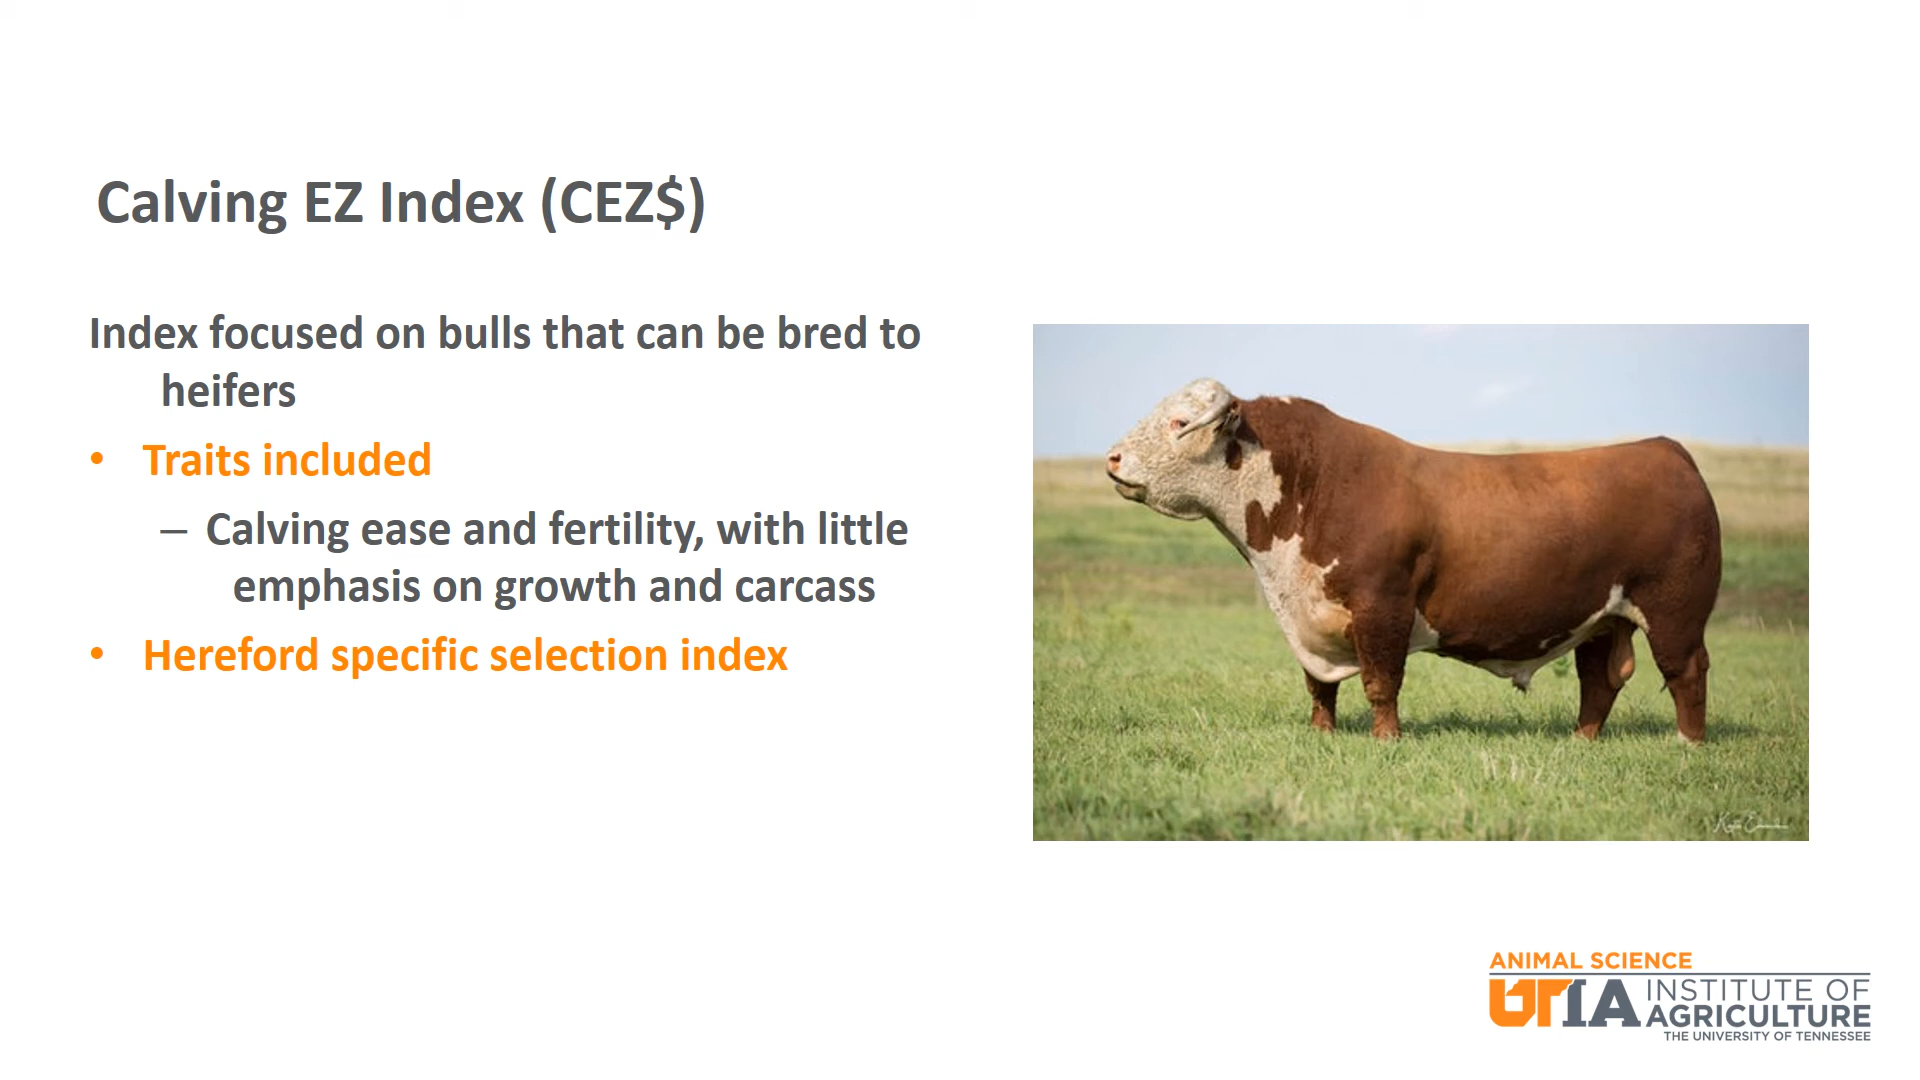 Calving EZ Index (CEZ$)
Index focused on bulls that can be bred to
heifers
• Traits included
– Calving ease and fertility, with little
emphasis on growth and carcass
• Hereford specific selection index
ANIMAL SCIENCE
UTIA INSTITUTE OF
AGRICULTURE
THE UNIVERSITY OF TENNESSEE